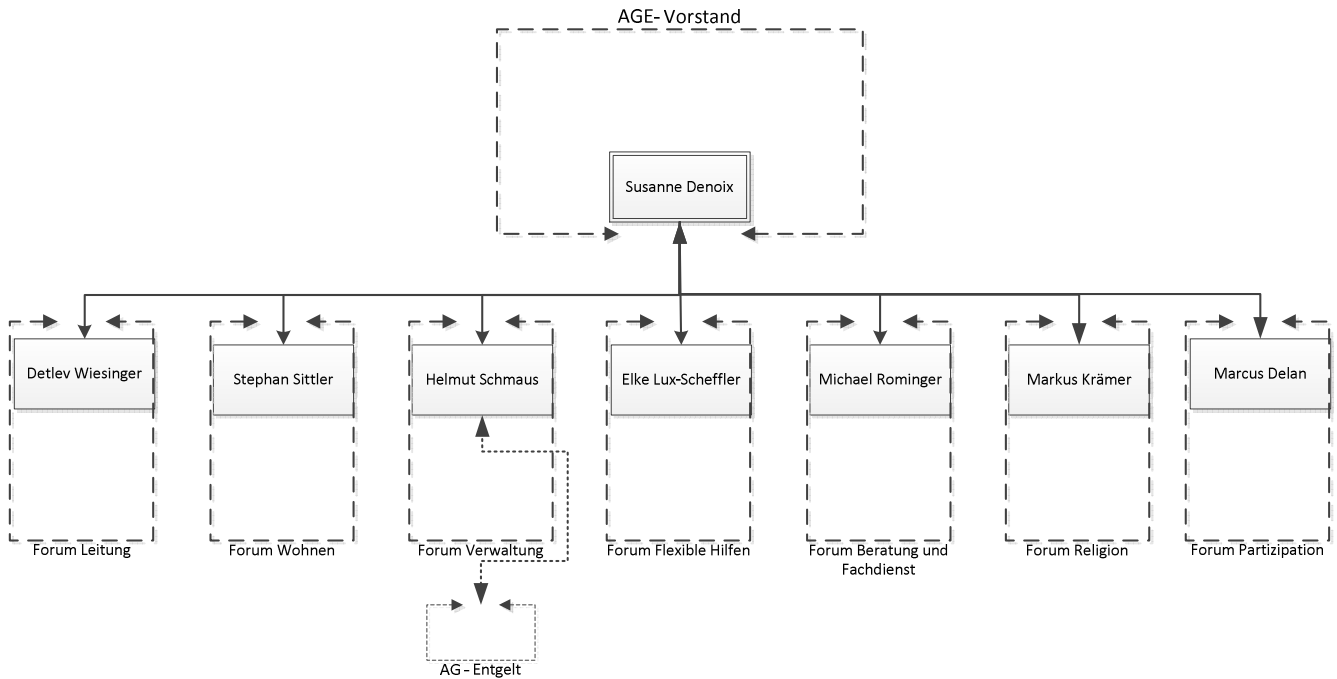 AGE- Vorstand
Susanne Denoix
Detlev Wiesinger
Stephan Sittler
Helmut Schmaus
Elke Lux-Scheffler
Michael Rominger
Markus Krämer
Marcus Delan
Forum Leitung
Forum Wohnen
Forum Verwaltung
Forum Flexible Hilfen
Forum Beratung und
Fachdienst
Forum Religion
Forum Partizipation
AG - Entgelt